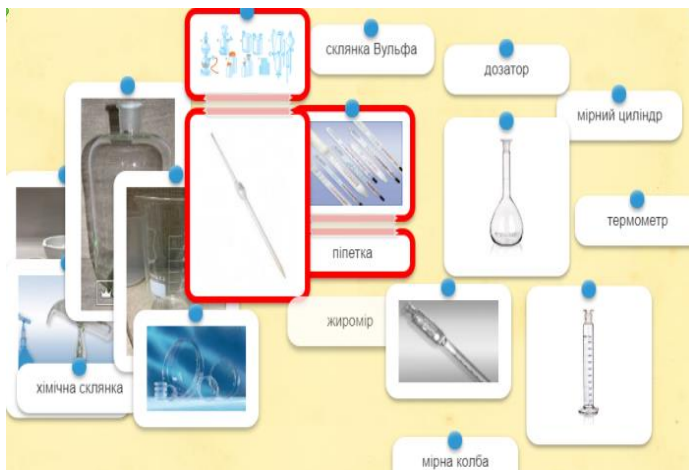 склянка Вульфа
дозатор
мірний циліндр
термометр
піпетка
жиромір
хімічна склянка
мірна колба